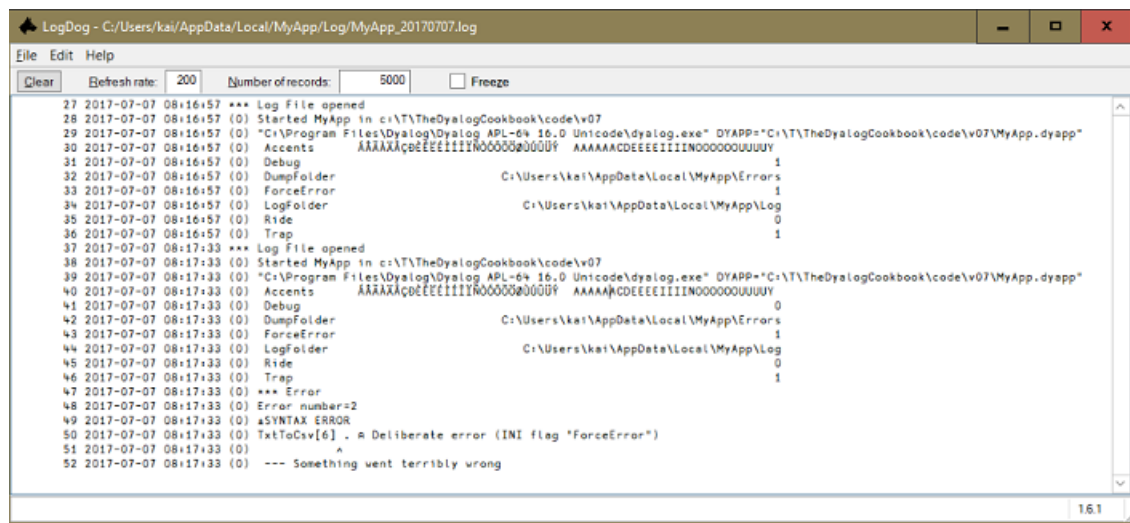 LogDog - C:/Users/kai/AppData/Local/MyApp/Log/MyApp_20170707.log
File Edit Help
Clear Refresh rate: 200 Number of records: 5000 Freeze
27 2017-07-07 08:16:57 *** Log File opened
28 2017-07-07 08:16:57 (0) Started MyApp in c:\T\TheDyalogCookbook\code\v07
29 2017-07-07 08:16:57 (0) "C:\Program Files\Dyalog\Dyalog APL-64 16.0 Unicode\dyalog.exe" DYAPP="C:\T\TheDyalogCookbook\code\v07\MyApp.dyapp"
30 2017-07-07 08:16:57 (0) Accents AAAAAACDEEEEIIIINOOOOOOUUUUY
31 2017-07-07 08:16:57 (0) Debug 1
32 2017-07-07 08:16:57 (0) DumpFolder C:\Users\kai\AppData\Local\MyApp\Errors
33 2017-07-07 08:16:57 (0) ForceError 1
34 2017-07-07 08:16:57 (0) LogFolder C:\Users\kai\AppData\Local\MyApp\Log
35 2017-07-07 08:16:57 (0) Ride 0
36 2017-07-07 08:16:57 (0) Trap 1
37 2017-07-07 08:17:33 *** Log File opened
38 2017-07-07 08:17:33 (0) Started MyApp in c:\T\TheDyalogCookbook\code\v07
39 2017-07-07 08:17:33 (0) "C:\Program Files\Dyalog\Dyalog APL-64 16.0 Unicode\dyalog.exe" DYAPP="C:\T\TheDyalogCookbook\code\v07\MyApp.dyapp"
40 2017-07-07 08:17:33 (0) Accents AAAAAACDEEEEIIIINOOOOOOUUUUY
41 2017-07-07 08:17:33 (0) Debug 0
42 2017-07-07 08:17:33 (0) DumpFolder C:\Users\kai\AppData\Local\MyApp\Errors
43 2017-07-07 08:17:33 (0) ForceError 1
44 2017-07-07 08:17:33 (0) LogFolder C:\Users\kai\AppData\Local\MyApp\Log
45 2017-07-07 08:17:33 (0) Ride 0
46 2017-07-07 08:17:33 (0) Trap 1
47 2017-07-07 08:17:33 (0) *** Error
48 2017-07-07 08:17:33 (0) Error number=2
49 2017-07-07 08:17:33 (0) ⍎SYNTAX ERROR
50 2017-07-07 08:17:33 (0) TxtToCsv[6] . ⍝ Deliberate error (INI flag "ForceError")
51 2017-07-07 08:17:33 (0) ^
52 2017-07-07 08:17:33 (0) --- Something went terribly wrong
1.6.1